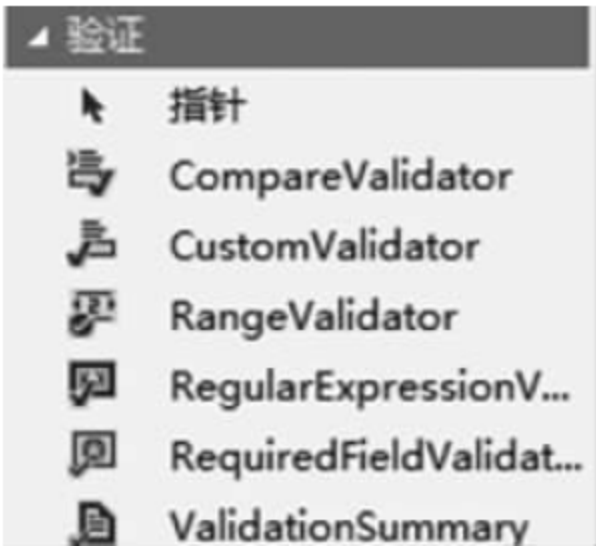 验证
指针
CompareValidator
CustomValidator
RangeValidator
RegularExpressionV...
RequiredFieldValidat...
ValidationSummary